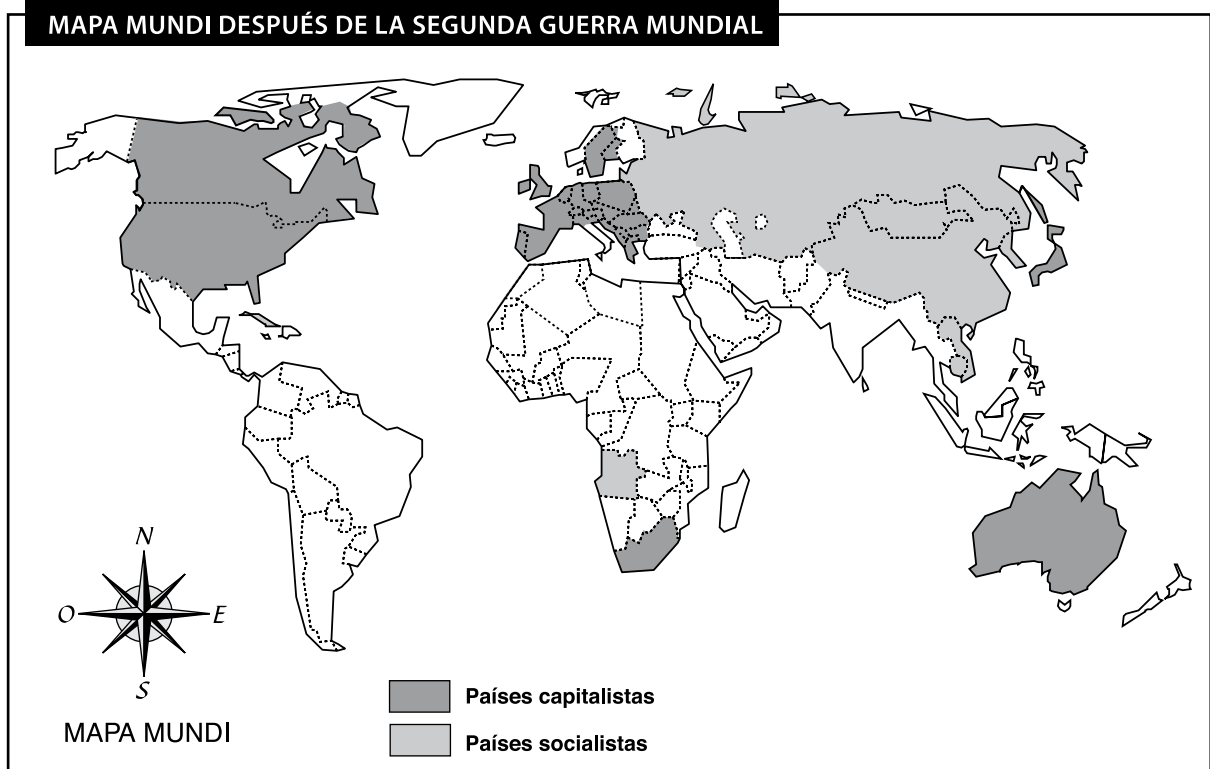 MAPA MUNDI DESPUÉS DE LA SEGUNDA GUERRA MUNDIAL
N
O
E
S
MAPA MUNDI
Países capitalistas
Países socialistas